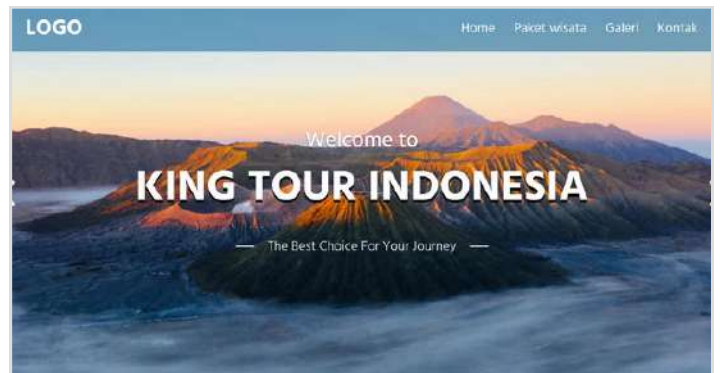 LOGO
Home Paket wisata Galeri Kontak
Welcome to
KING TOUR INDONESIA
The Best Choice For Your Journey